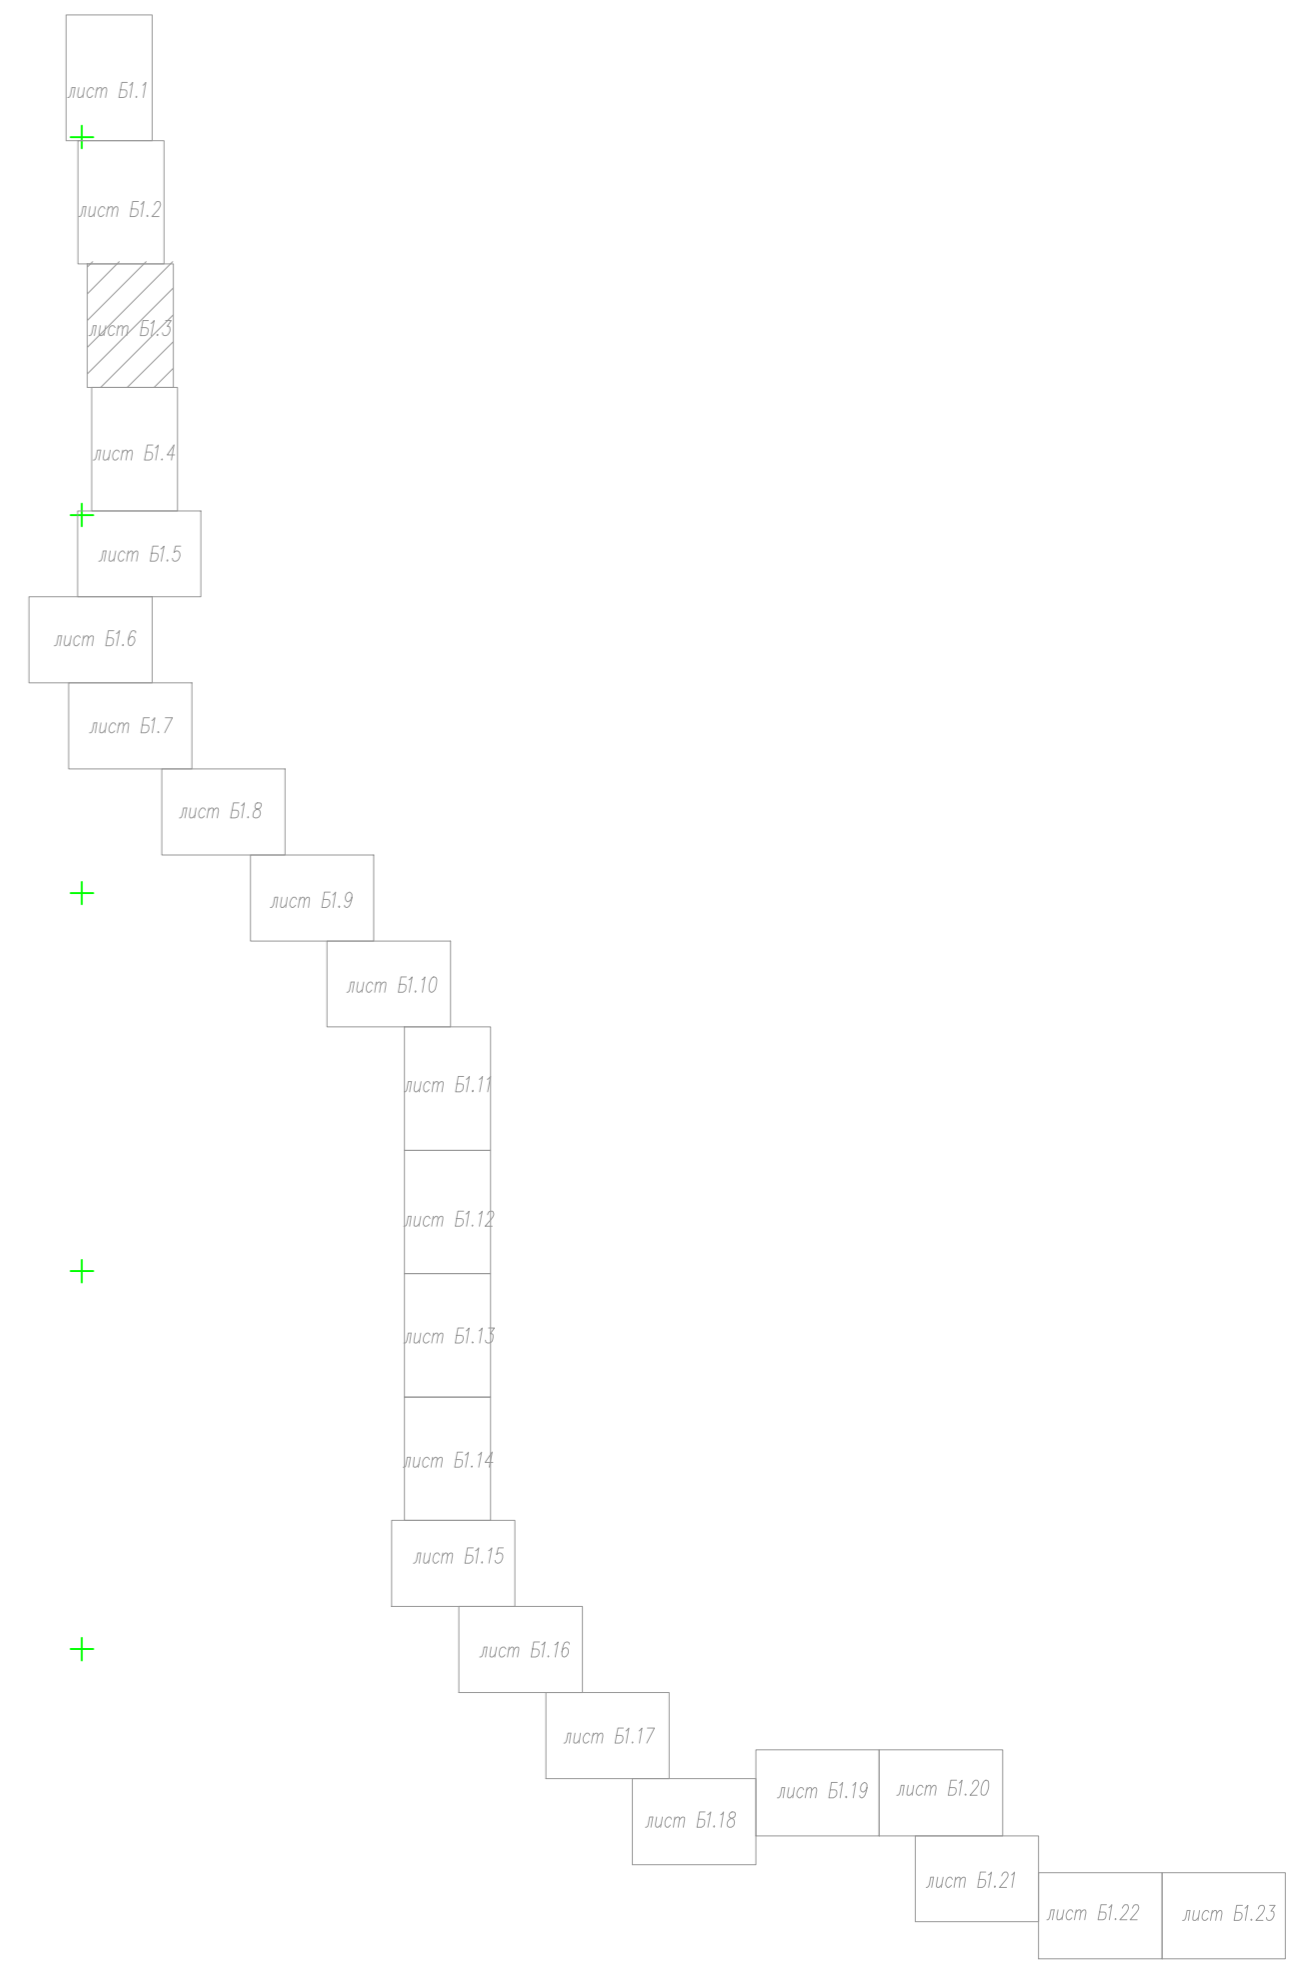 лист Б1.1
лист Б1.2
лист Б1.3
лист Б1.4
лист Б1.5
лист Б1.6
лист Б1.7
лист Б1.8
лист Б1.9
лист Б1.10
лист Б1.11
лист Б1.12
лист Б1.13
лист Б1.14
лист Б1.15
лист Б1.16
лист Б1.17
лист Б1.18
лист Б1.19
лист Б1.20
лист Б1.21
лист Б1.22
лист Б1.23